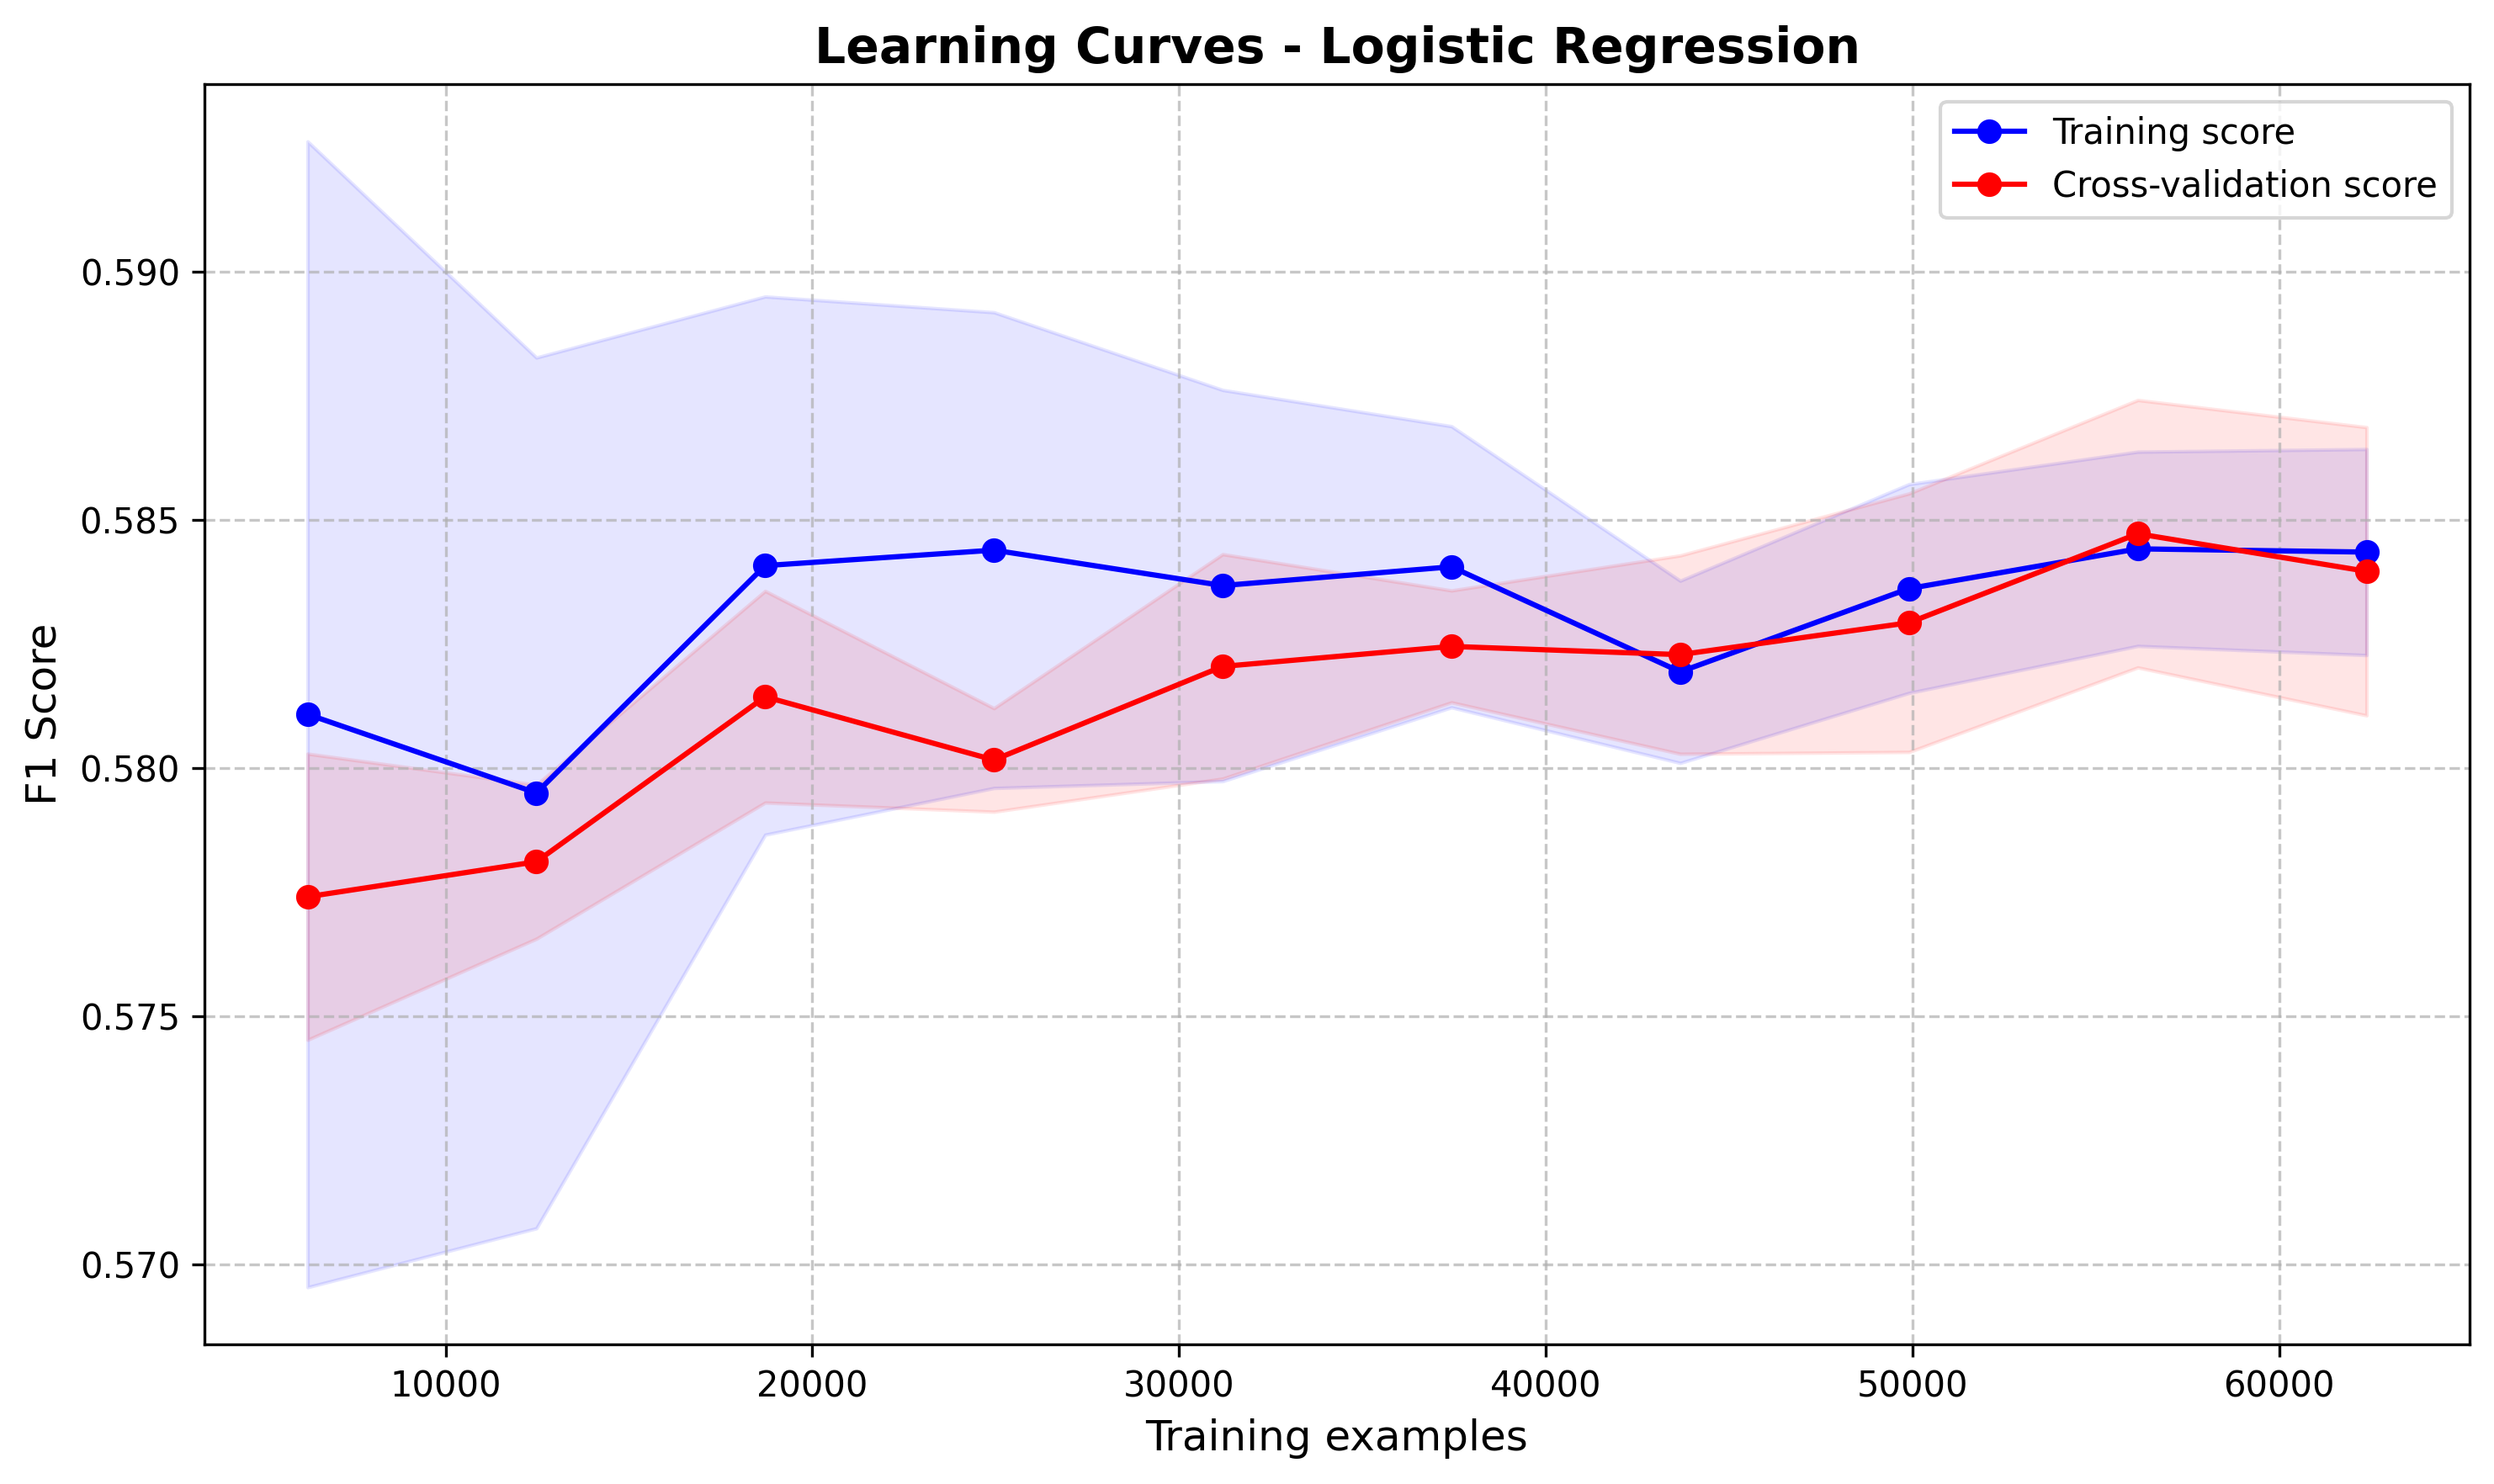 Learning Curves - Logistic Regression
Training score
Cross-validation score
F1 Score
0.590
0.585
0.580
0.575
0.570
10000 20000 30000 40000 50000 60000
Training examples